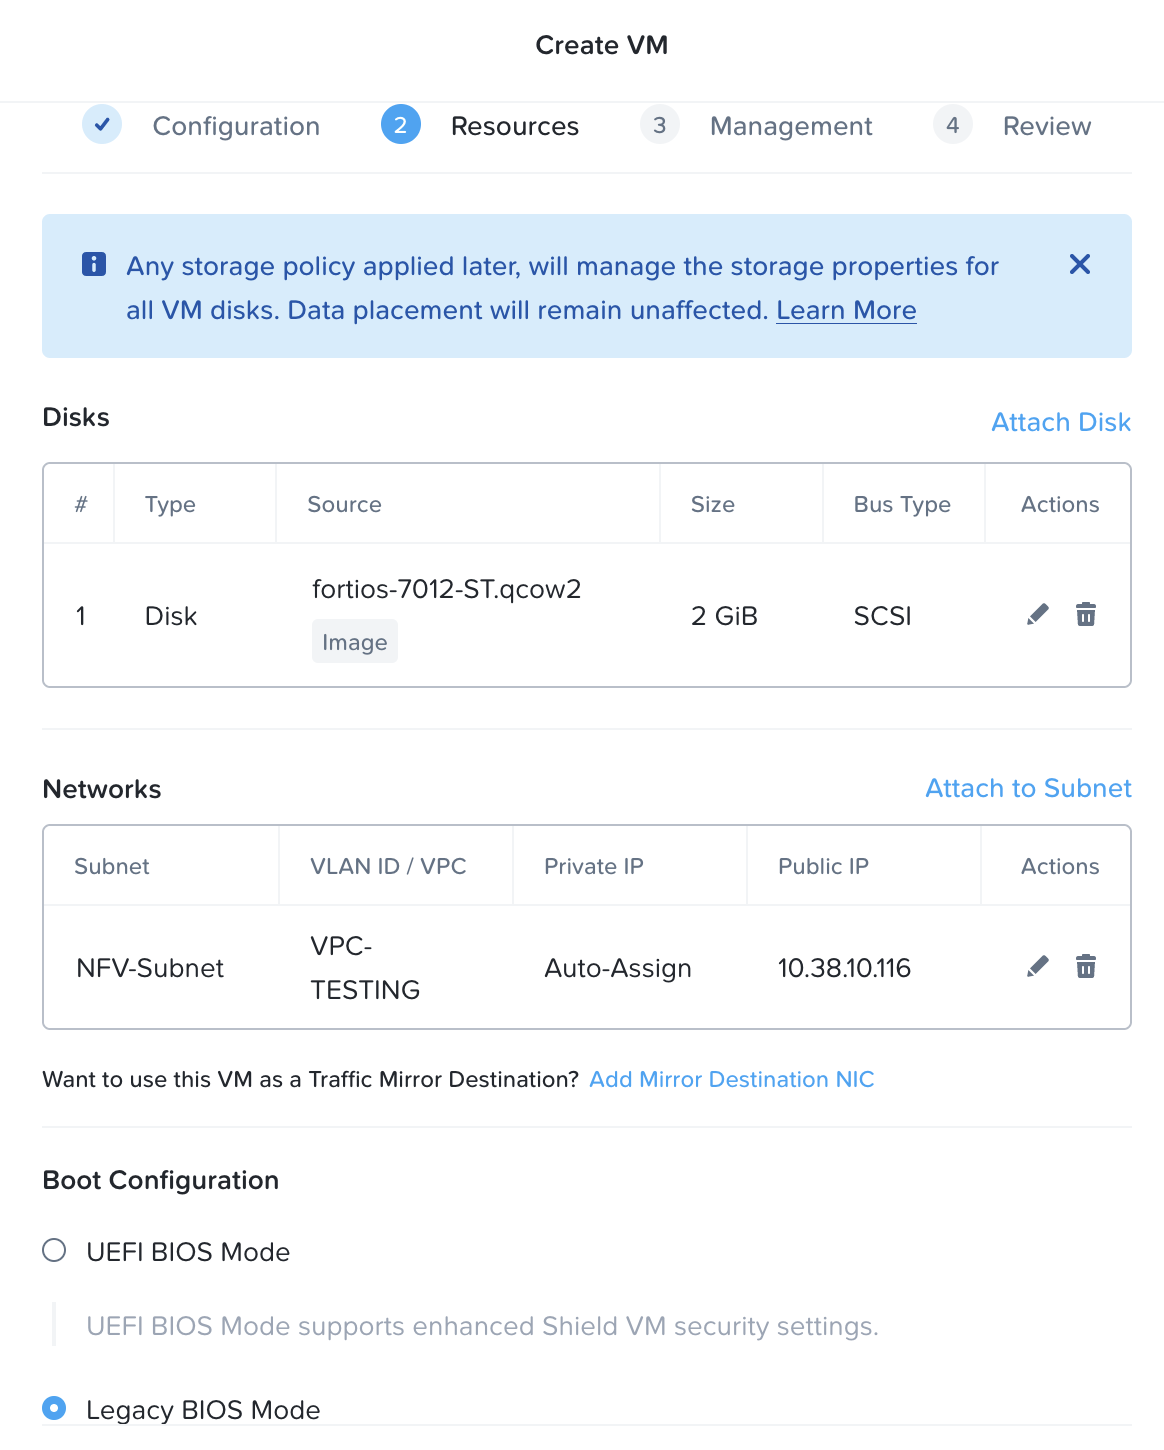 Create VM
Configuration 2 Resources 3 Management 4 Review
Any storage policy applied later, will manage the storage properties for
all VM disks. Data placement will remain unaffected. Learn More
Disks Attach Disk
# Type Source Size Bus Type Actions
1 Disk fortios-7012-ST.qcow2 2 GiB SCSI
Image
Networks Attach to Subnet
Subnet VLAN ID / VPC Private IP Public IP Actions
NFV-Subnet VPC-TESTING Auto-Assign 10.38.10.116
Want to use this VM as a Traffic Mirror Destination? Add Mirror Destination NIC
Boot Configuration
UEFI BIOS Mode
UEFI BIOS Mode supports enhanced Shield VM security settings.
Legacy BIOS Mode